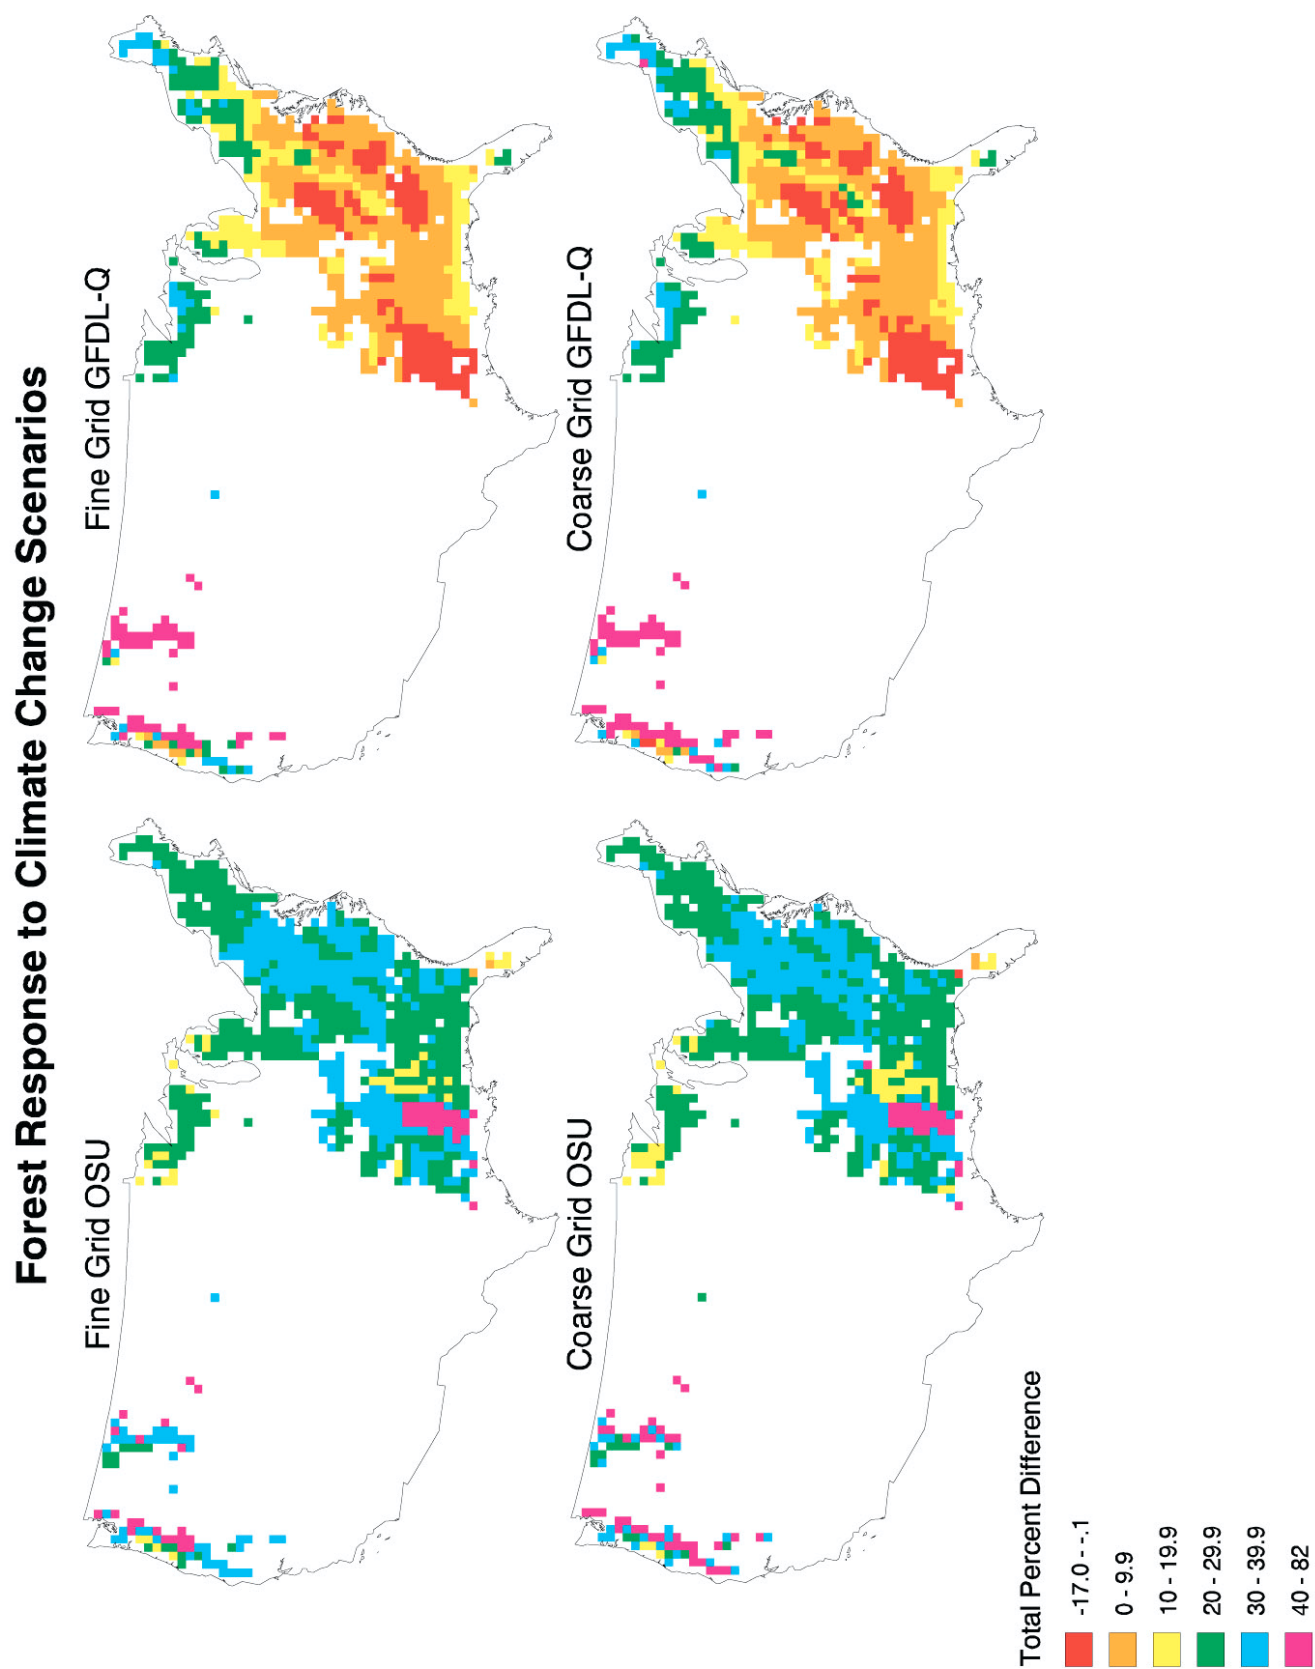 Forest Response to Climate Change Scenarios
Fine Grid OSU
Fine Grid GFDL-Q
Coarse Grid OSU
Coarse Grid GFDL-Q
Total Percent Difference
-17.0 - -.1
0 - 9.9
10 - 19.9
20 - 29.9
30 - 39.9
40 - 82